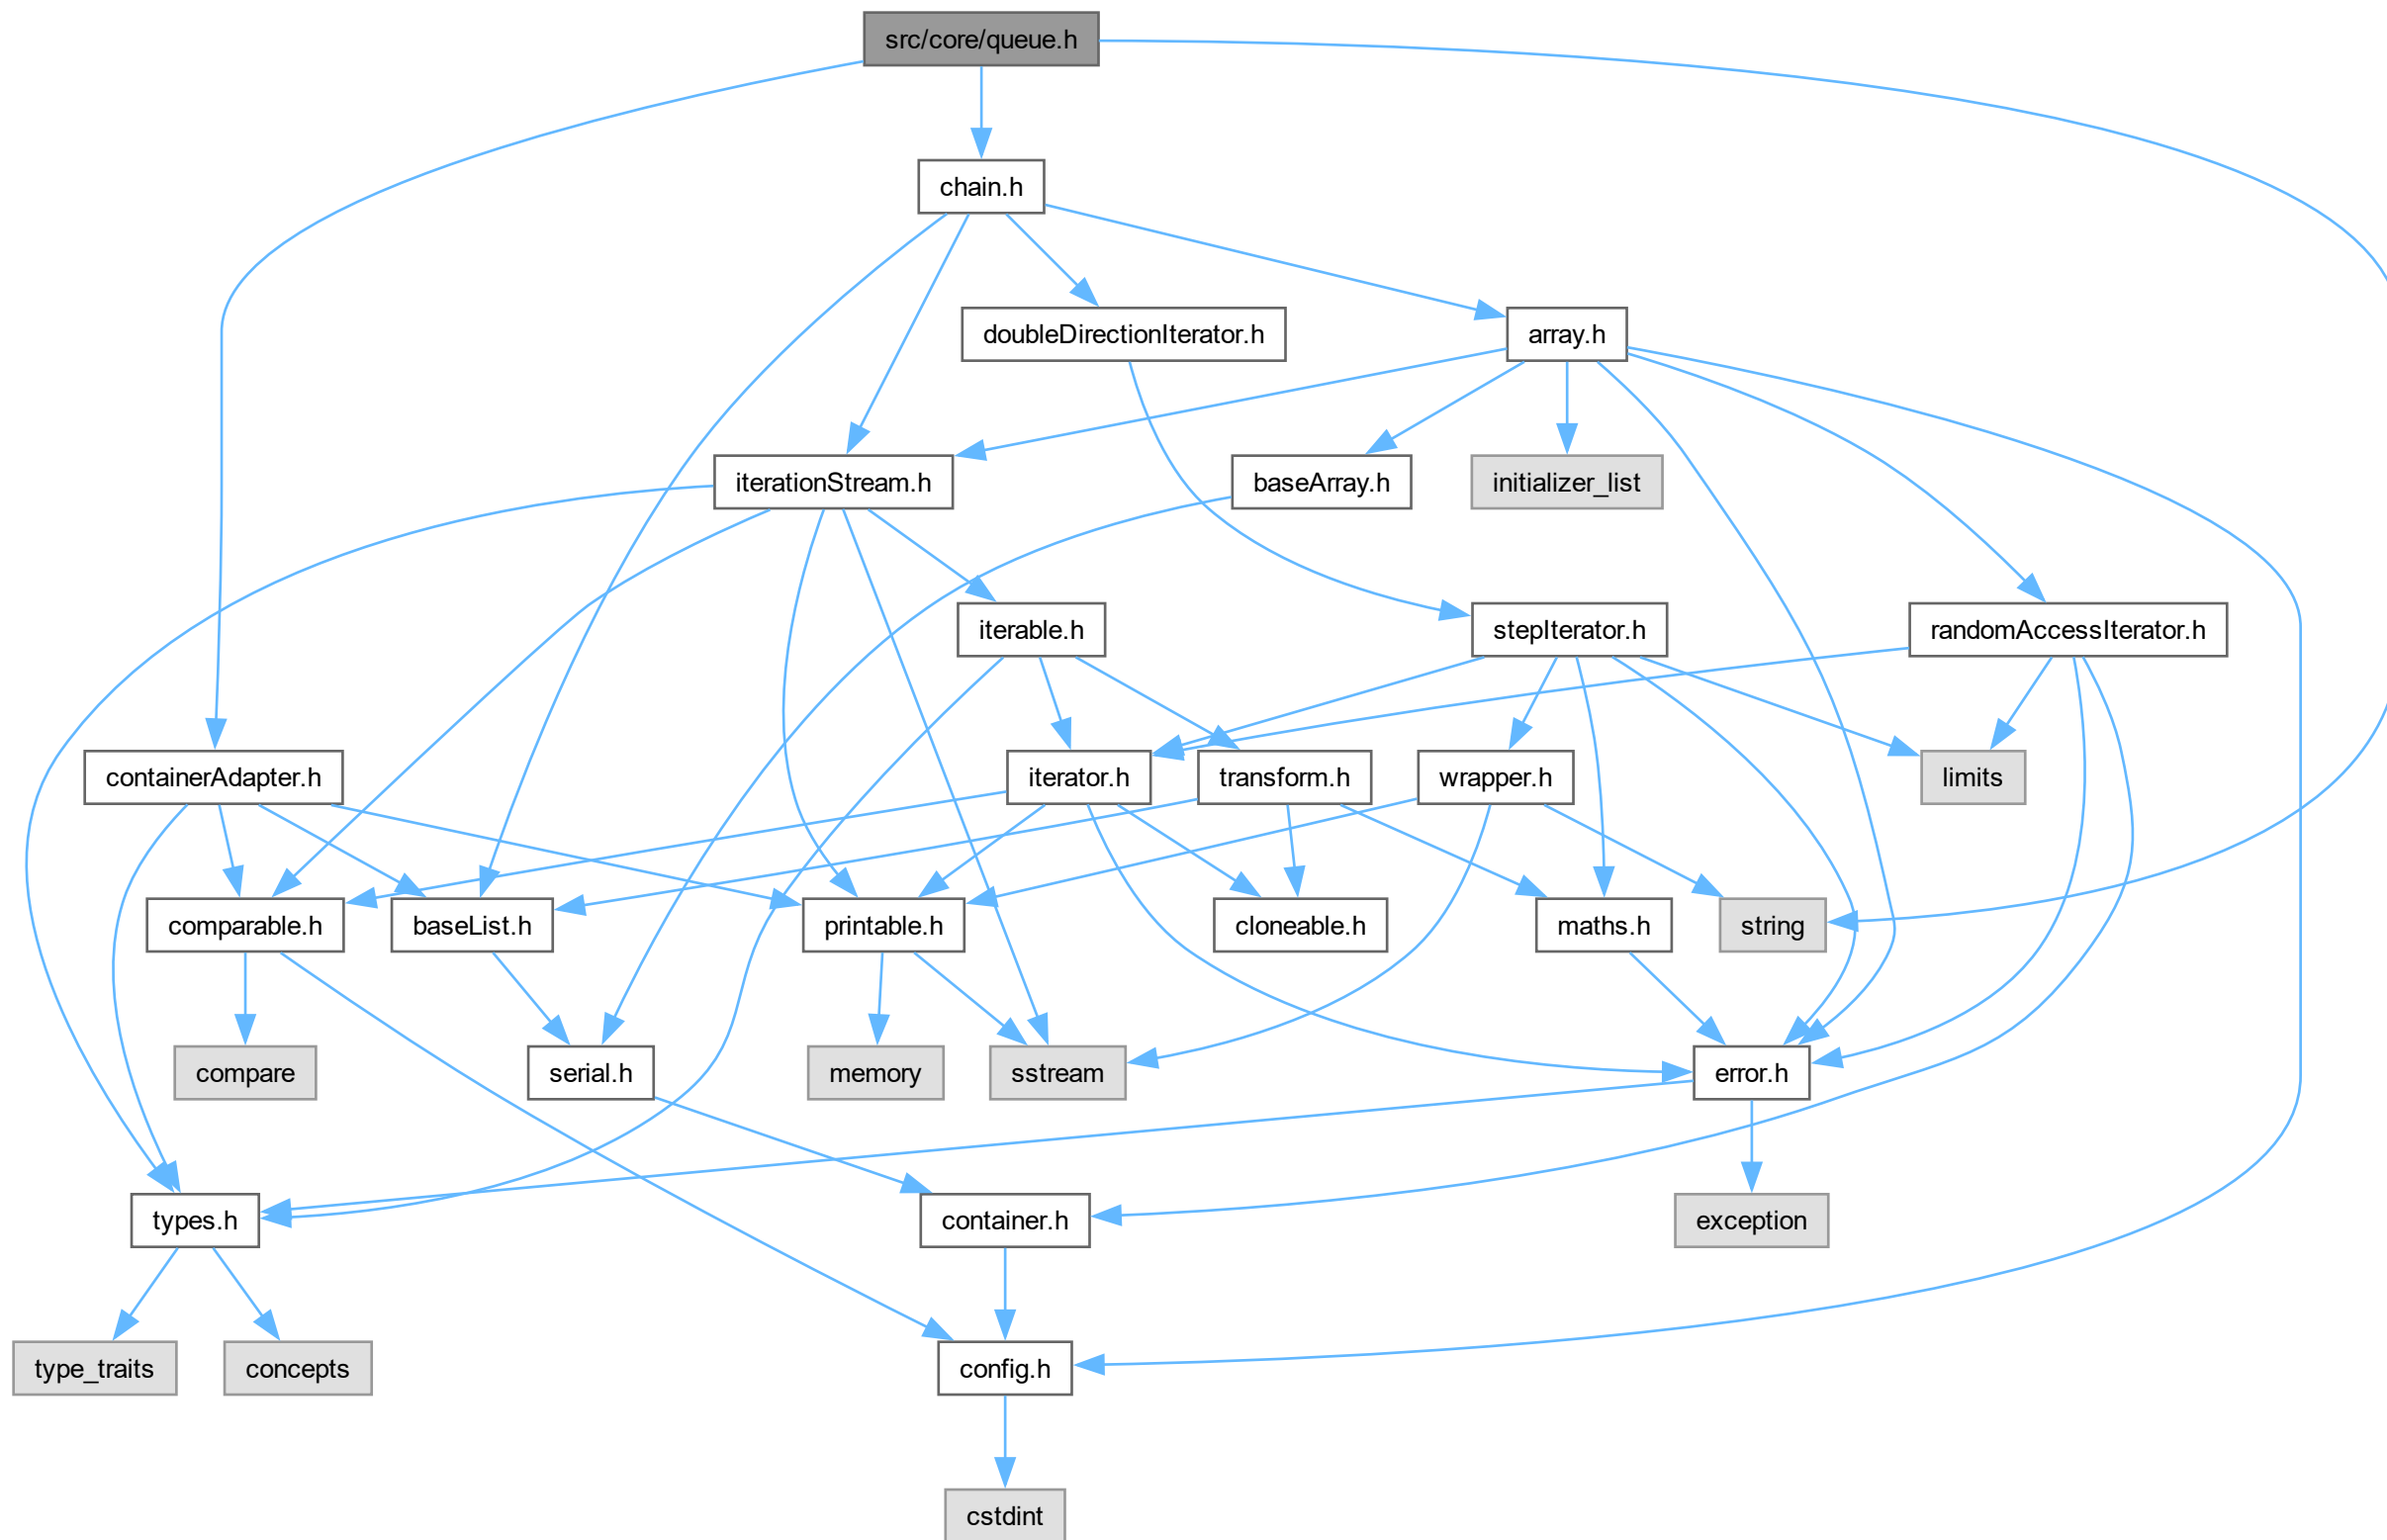 src/core/queue.h
chain.h
doubleDirectionIterator.h
array.h
iterationStream.h
baseArray.h
initializer_list
iterable.h
stepIterator.h
randomAccessIterator.h
containerAdapter.h
iterator.h
transform.h
wrapper.h
limits
comparable.h
baseList.h
printable.h
cloneable.h
maths.h
string
compare
serial.h
memory
sstream
error.h
types.h
container.h
exception
type_traits
concepts
config.h
cstdint